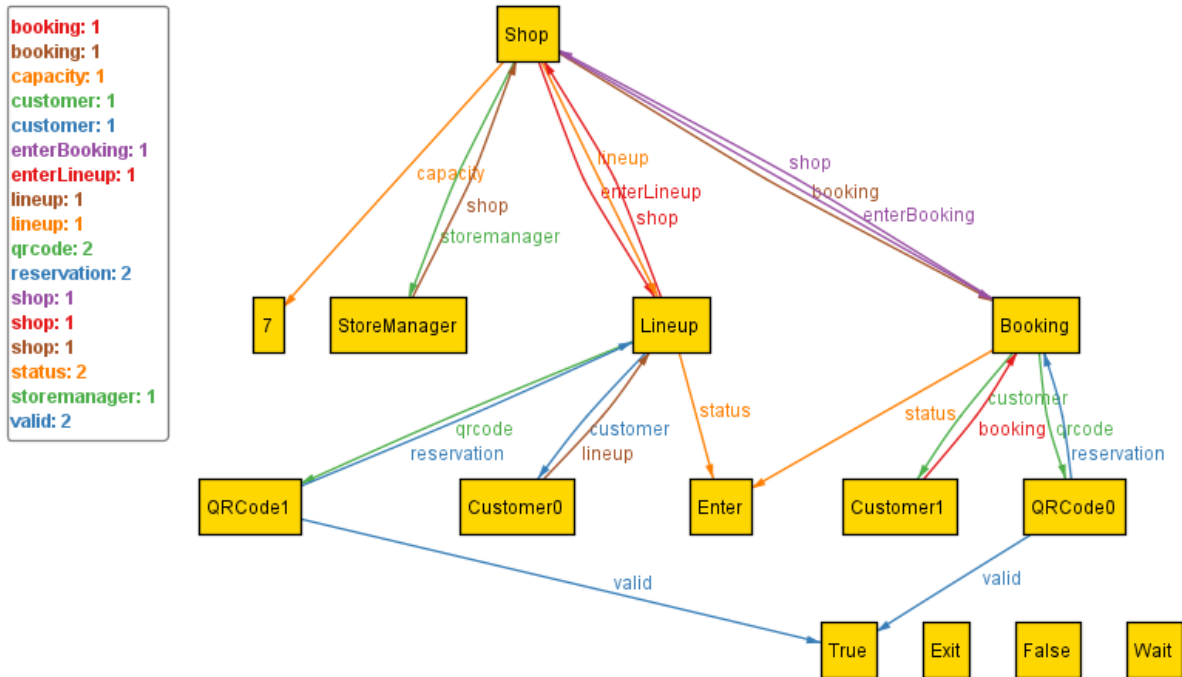 booking: 1
booking: 1
capacity: 1
customer: 1
customer: 1
enterBooking: 1
enterLineup: 1
lineup: 1
lineup: 1
qrcode: 2
reservation: 2
shop: 1
shop: 1
shop: 1
status: 2
storemanager: 1
valid: 2
Shop
capacity
shop
storemanager
lineup
enterLineup
shop
shop
booking
enterBooking
7
StoreManager
Lineup
Booking
qrcode
reservation
customer
lineup
status
status
customer
booking
qrcode
reservation
QRCode1
Customer0
Enter
Customer1
QRCode0
valid
valid
True
Exit
False
Wait